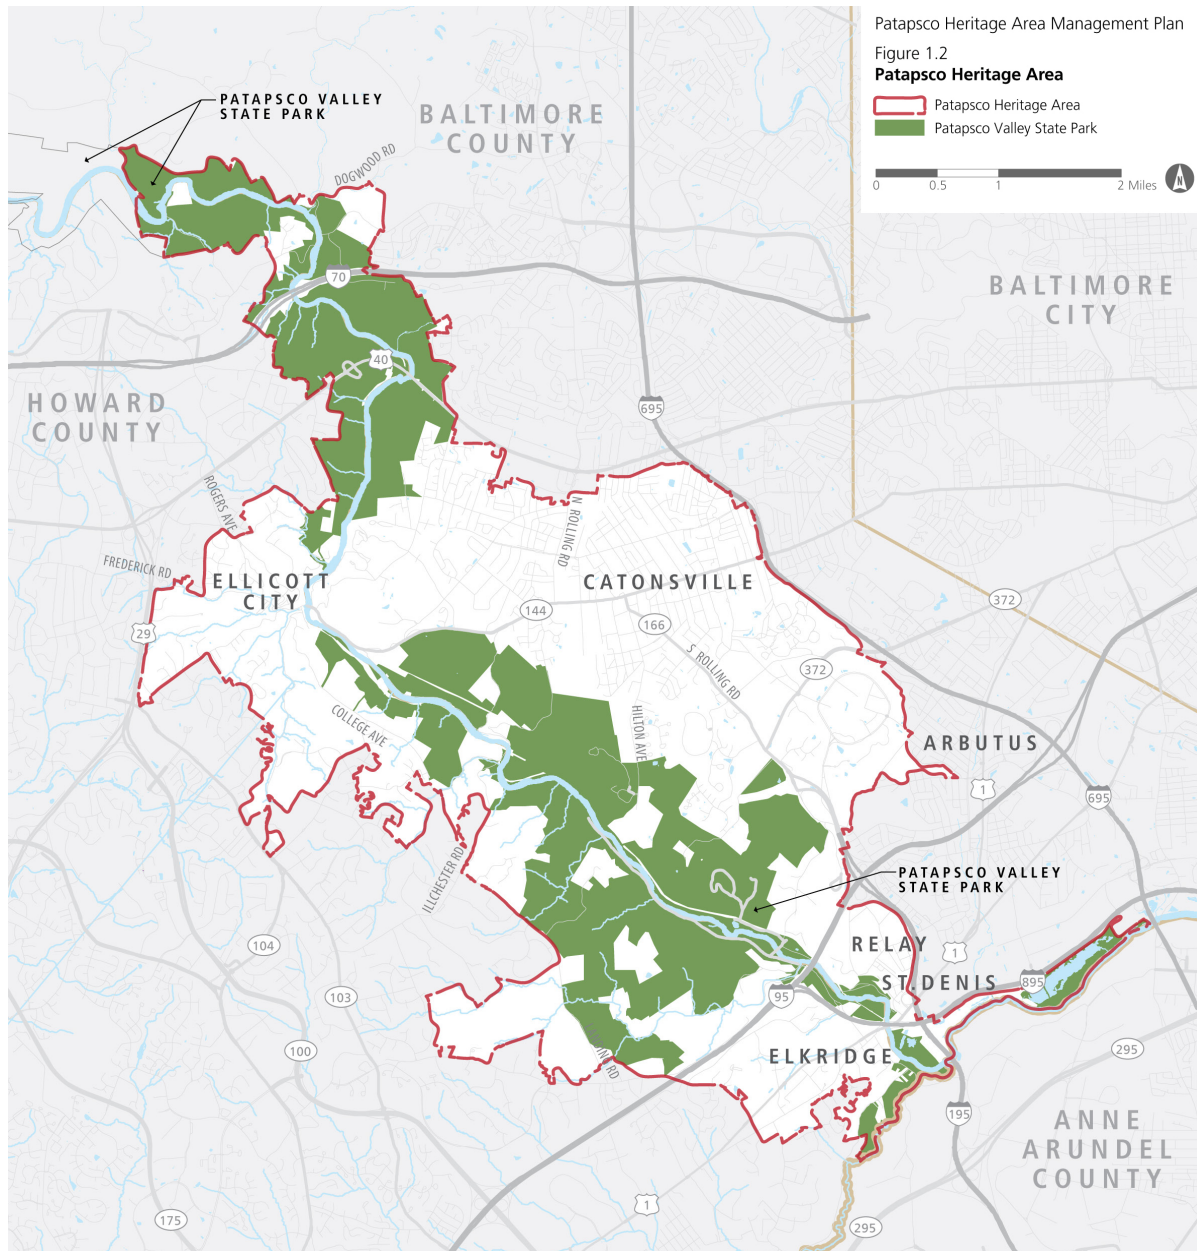 Patapsco Heritage Area Management Plan
Figure 1.2
Patapsco Heritage Area
Patapsco Heritage Area
Patapsco Valley State Park
0 0.5 1 2 Miles
N
PATAPSCO VALLEY
STATE PARK
BALTIMORE
COUNTY
DOGWOOD RD
70
BALTIMORE
CITY
40
HOWARD
COUNTY
695
ROGERS AVE
N ROLLING RD
FREDERICK RD
ELLICOTT
CITY
CATONSVILLE
144
166
372
29
S ROLLING RD
372
COLLEGE AVE
HILTON AVE
ARBUTUS
1
695
ILLCHESTER RD
PATAPSCO VALLEY
STATE PARK
104
RELAY
1
ST.DENIS
895
103
95
100
ELKRIDGE
295
195
ANNE
ARUNDEL
COUNTY
1
175
295